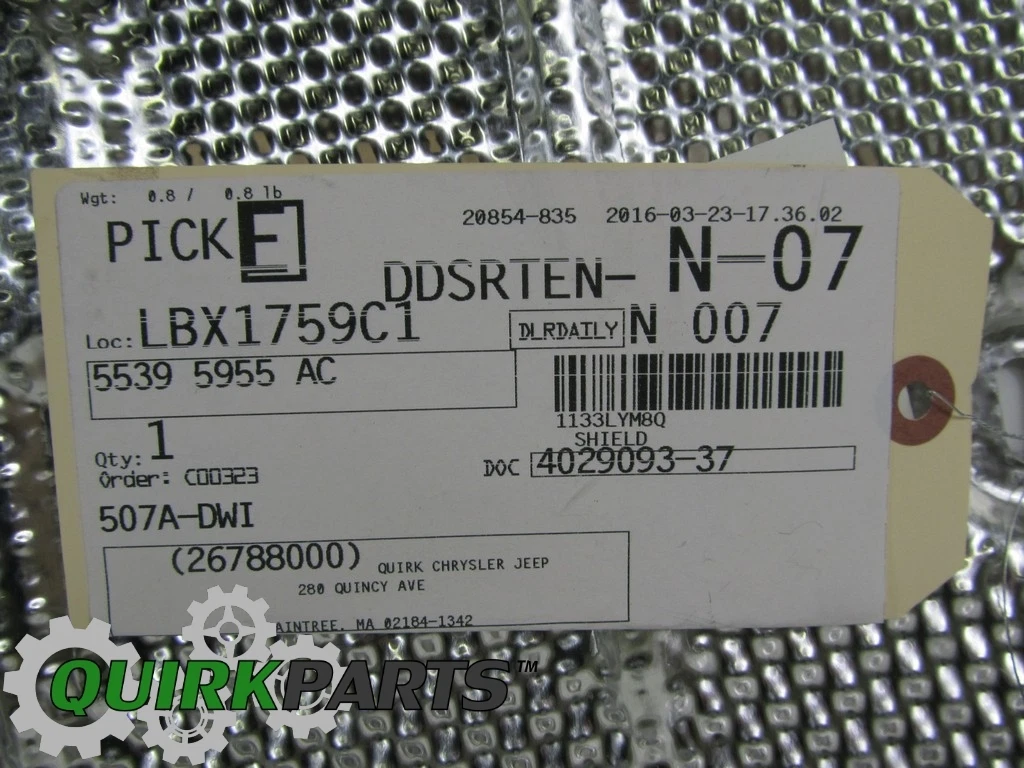 Wgt: 0.8 / 0.8 lb
20854-835 2016-03-23-17.36.02
PICK F
DDSRTEN- N-07
Loc: LBX1759C1
DLRDAILY N 007
5539 5955 AC
1133LYM8Q
SHIELD
Qty: 1
DOC 4029093-37
Order: C00323
507A-DWI
(26788000) QUIRK CHRYSLER JEEP
280 QUINCY AVE
AINTREE, MA 02184-1342
QUIRKPARTS™